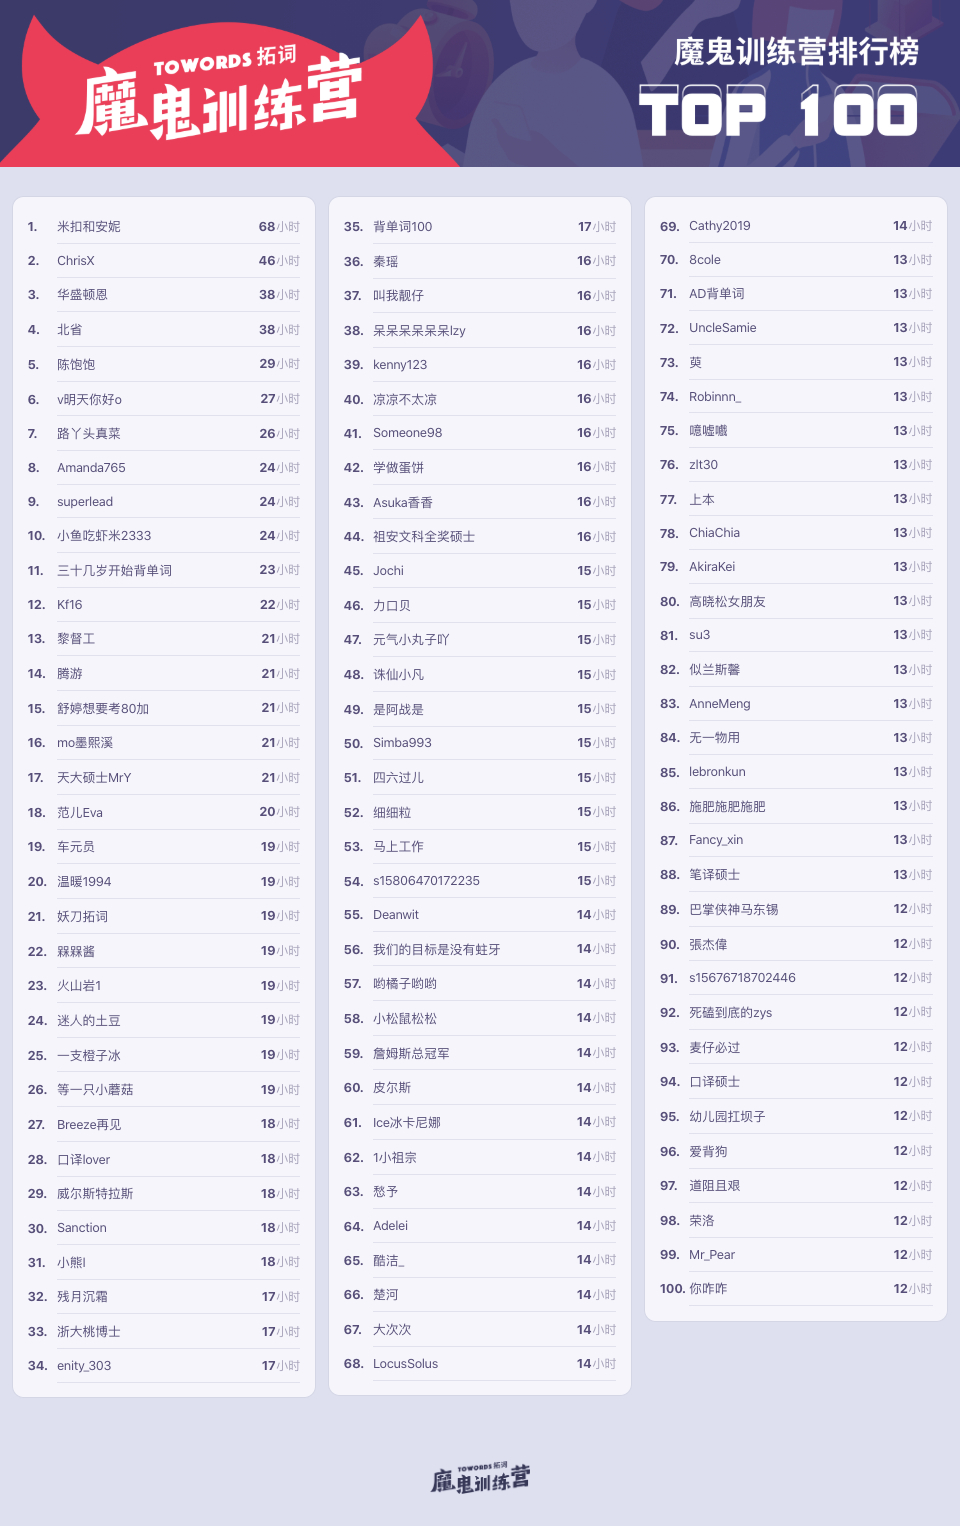 TOWORDS 拓词
魔鬼训练营
魔鬼训练营排行榜
TOP 100
1. 米扣和安妮 68小时
2. ChrisX 46小时
3. 华盛顿恩 38小时
4. 北省 38小时
5. 陈饱饱 29小时
6. v明天你好o 27小时
7. 路丫头真菜 26小时
8. Amanda765 24小时
9. superlead 24小时
10. 小鱼吃虾米2333 24小时
11. 三十几岁开始背单词 23小时
12. Kf16 22小时
13. 黎督工 21小时
14. 腾游 21小时
15. 舒婷想要考80加 21小时
16. mo墨熙溪 21小时
17. 天大硕士MrY 21小时
18. 范儿Eva 20小时
19. 车元员 19小时
20. 温暖1994 19小时
21. 妖刀拓词 19小时
22. 槑槑酱 19小时
23. 火山岩1 19小时
24. 迷人的土豆 19小时
25. 一支橙子冰 19小时
26. 等一只小蘑菇 19小时
27. Breeze再见 18小时
28. 口译lover 18小时
29. 威尔斯特拉斯 18小时
30. Sanction 18小时
31. 小熊l 18小时
32. 残月沉霜 17小时
33. 浙大桃博士 17小时
34. enity_303 17小时
35. 背单词100 17小时
36. 秦瑶 16小时
37. 叫我靓仔 16小时
38. 呆呆呆呆呆呆lzy 16小时
39. kenny123 16小时
40. 凉凉不太凉 16小时
41. Someone98 16小时
42. 学做蛋饼 16小时
43. Asuka香香 16小时
44. 祖安文科全奖硕士 16小时
45. Jochi 15小时
46. 力口贝 15小时
47. 元气小丸子吖 15小时
48. 诛仙小凡 15小时
49. 是阿战是 15小时
50. Simba993 15小时
51. 四六过儿 15小时
52. 细细粒 15小时
53. 马上工作 15小时
54. s15806470172235 15小时
55. Deanwit 14小时
56. 我们的目标是没有蛀牙 14小时
57. 哟橘子哟哟 14小时
58. 小松鼠松松 14小时
59. 詹姆斯总冠军 14小时
60. 皮尔斯 14小时
61. Ice冰卡尼娜 14小时
62. 1小祖宗 14小时
63. 愁予 14小时
64. Adelei 14小时
65. 酷洁_ 14小时
66. 楚河 14小时
67. 大次次 14小时
68. LocusSolus 14小时
69. Cathy2019 14小时
70. 8cole 13小时
71. AD背单词 13小时
72. UncleSamie 13小时
73. 13小时
74. Robinnn_ 13小时
75. 噫嘘嚱 13小时
76. zlt30 13小时
77. 上本 13小时
78. ChiaChia 13小时
79. AkiraKei 13小时
80. 高晓松女朋友 13小时
81. su3 13小时
82. 似兰斯馨 13小时
83. AnneMeng 13小时
84. 无一物用 13小时
85. lebronkun 13小时
86. 施肥施肥施肥 13小时
87. Fancy_xin 13小时
88. 笔译硕士 13小时
89. 巴掌侠神马东锡 12小时
90. 張杰偉 12小时
91. s15676718702446 12小时
92. 死磕到底的zys 12小时
93. 麦仔必过 12小时
94. 口译硕士 12小时
95. 幼儿园扛坝子 12小时
96. 爱背狗 12小时
97. 道阻且艰 12小时
98. 荣洛 12小时
99. Mr_Pear 12小时
100. 你咋咋 12小时
TOWORDS 拓词
魔鬼训练营